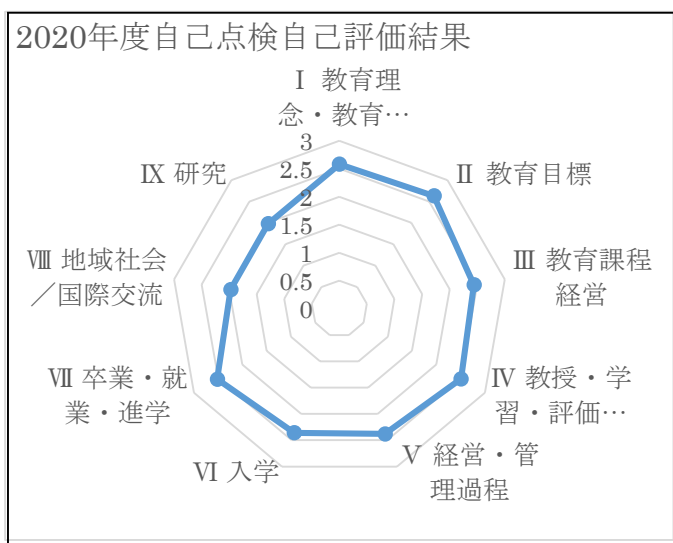 2020年度自己点検自己評価結果
Ⅰ 教育理
念・教育…
Ⅱ 教育目標
Ⅲ 教育課程
経営
Ⅳ 教授・学
習・評価…
Ⅴ 経営・管
理過程
Ⅵ 入学
Ⅶ 卒業・就
業・進学
Ⅷ 地域社会
／国際交流
Ⅸ 研究
3
2.5
2
1.5
1
0.5
0